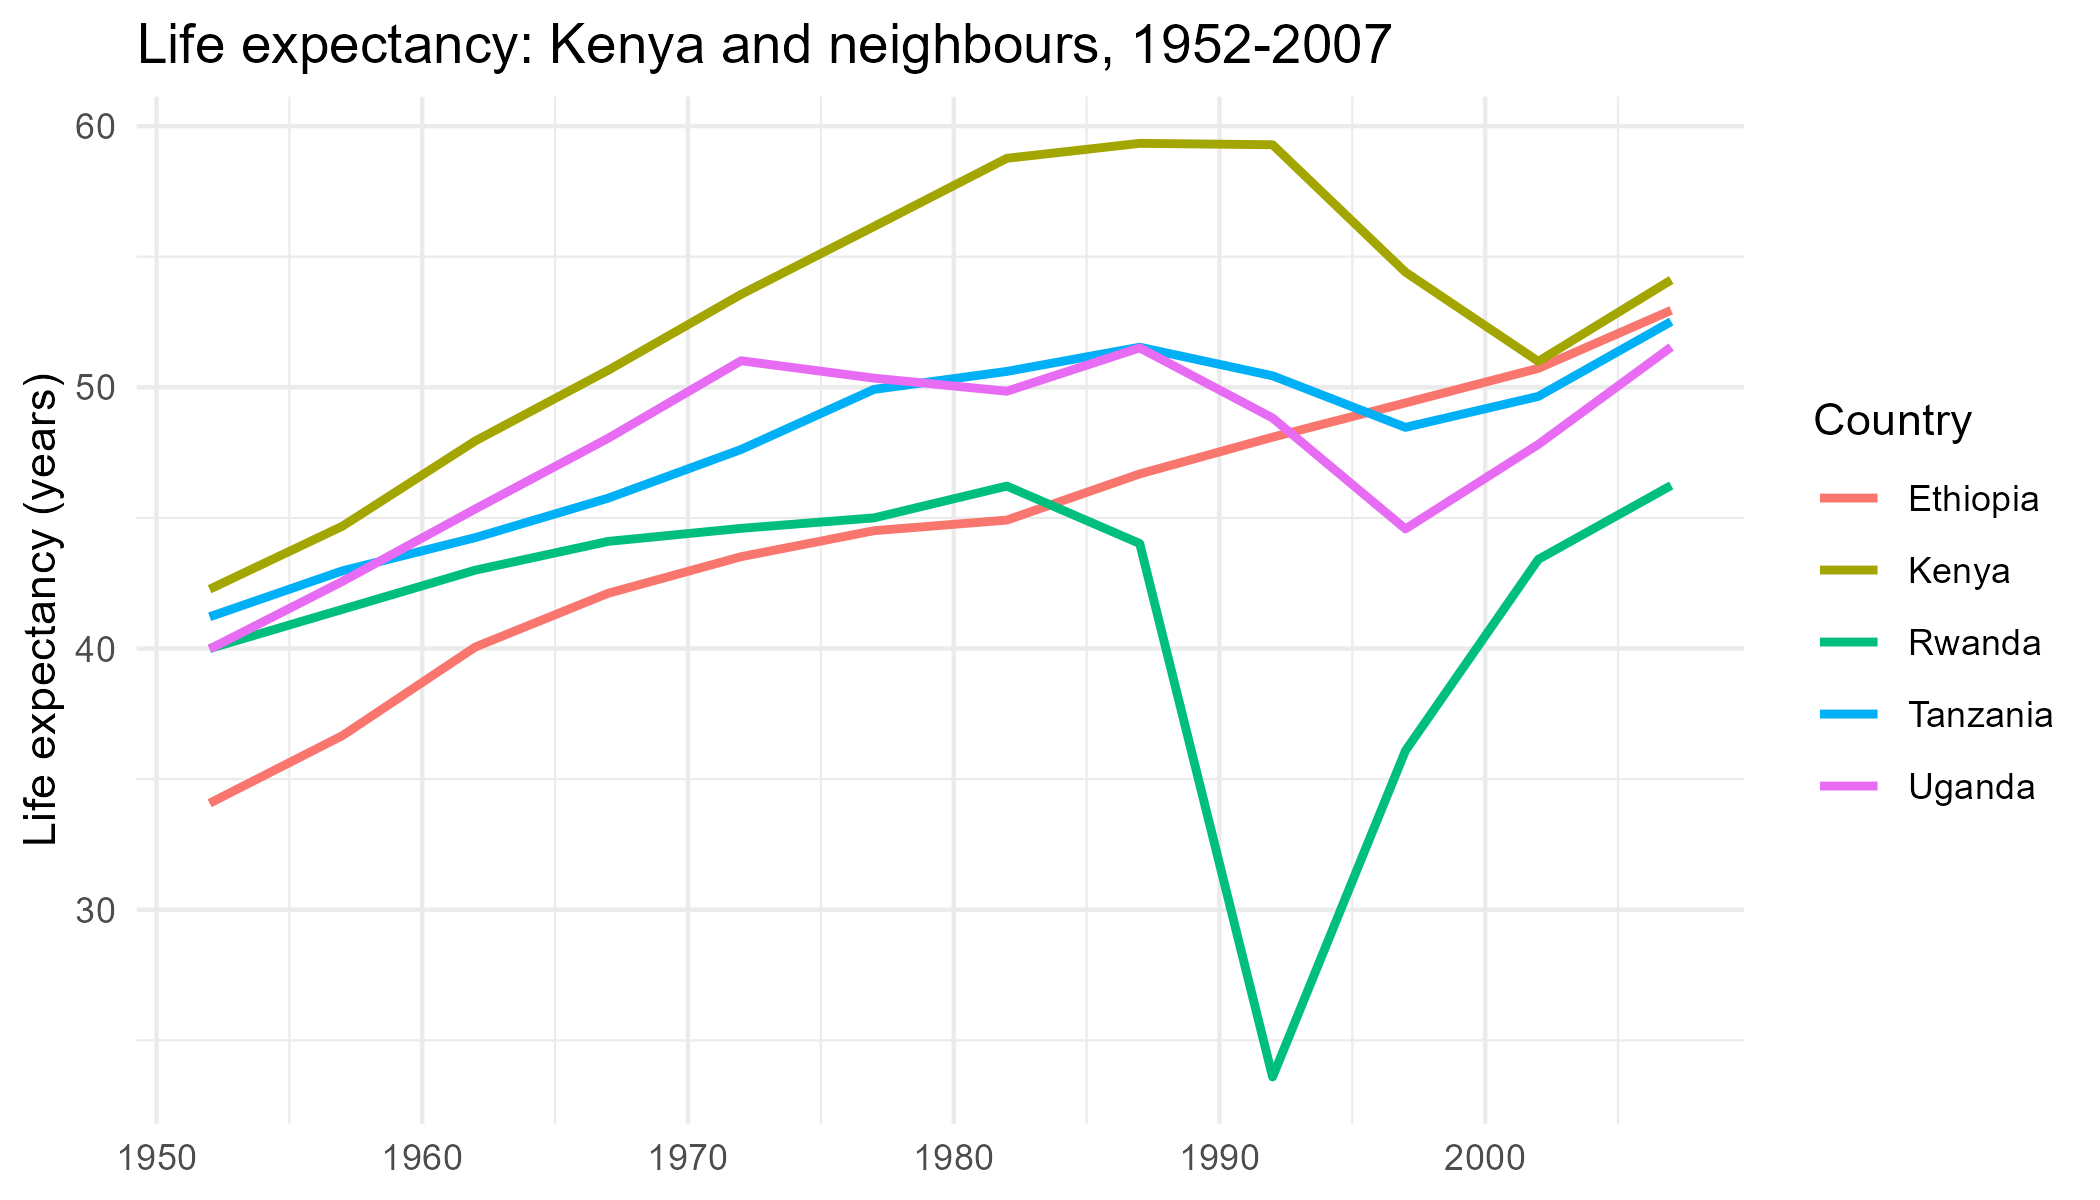 Life expectancy: Kenya and neighbours, 1952-2007
Life expectancy (years)
60
50
40
30
1950
1960
1970
1980
1990
2000
Country
Ethiopia
Kenya
Rwanda
Tanzania
Uganda